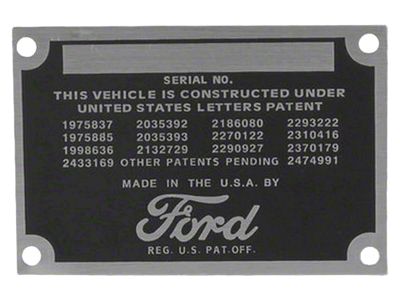 SERIAL NO.
THIS VEHICLE IS CONSTRUCTED UNDER
UNITED STATES LETTERS PATENT
1975837 2035392 2186080 2293222
1975885 2035393 2270122 2310416
1998636 2132729 2290927 2370179
2433169 OTHER PATENTS PENDING 2474991
MADE IN THE U.S.A. BY
Ford
REG. U.S. PAT. OFF.